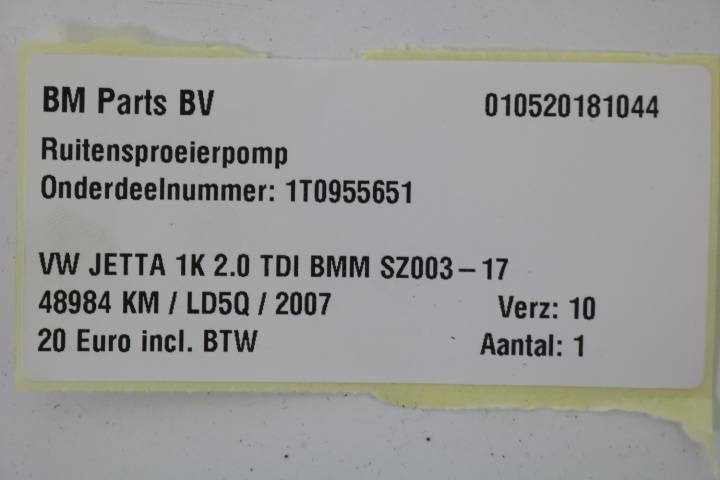 BM Parts BV 010520181044
Ruitensproeierpomp
Onderdeelnummer: 1T0955651
VW JETTA 1K 2.0 TDI BMM SZ003-17
48984 KM / LD5Q / 2007 Verz: 10
20 Euro incl. BTW Aantal: 1